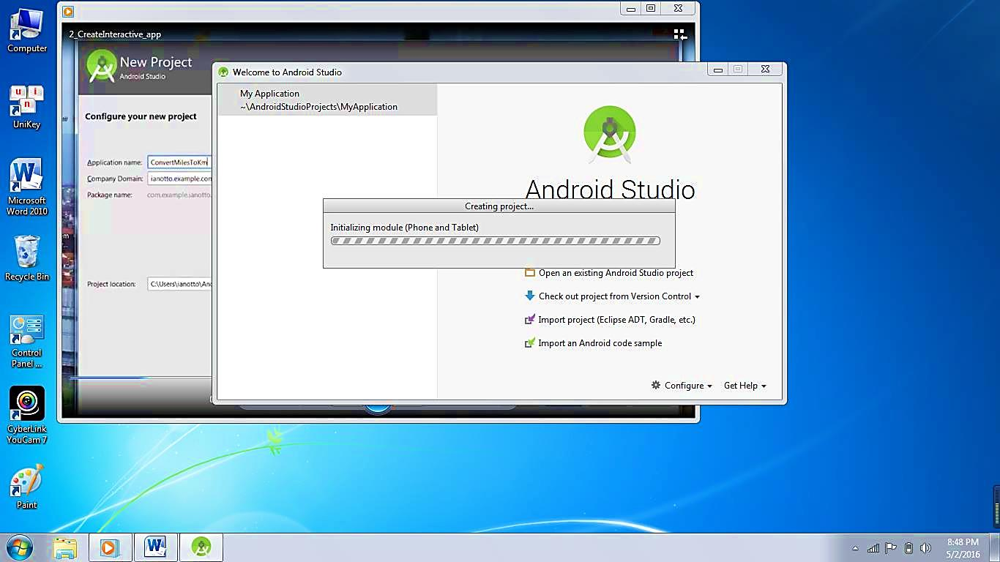 Computer
UniKey
Microsoft
Word 2010
Recycle Bin
Control
Panel ...
CyberLink
YouCam 7
Paint
2_CreateInteractive_app
New Project
Android Studio
Configure your new project
Application name: ConvertMilesToKm
Company Domain: ianotto.example.com
Package name: com.example.ianotto.
Project location: C:\Users\ianotto\And
Welcome to Android Studio
My Application
~\AndroidStudioProjects\MyApplication
Android Studio
Creating project...
Initializing module (Phone and Tablet)
Open an existing Android Studio project
Check out project from Version Control
Import project (Eclipse ADT, Gradle, etc.)
Import an Android code sample
Configure
Get Help
8:48 PM
5/2/2016